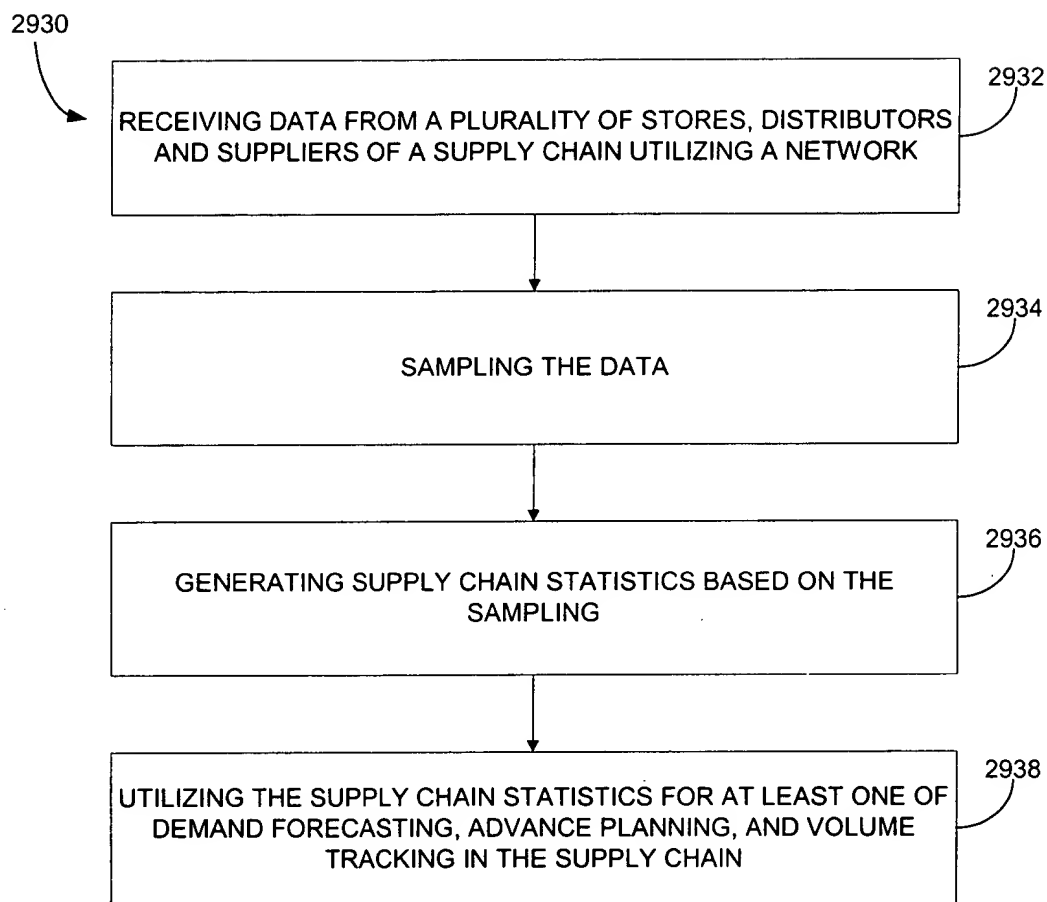 2930
2932
RECEIVING DATA FROM A PLURALITY OF STORES, DISTRIBUTORS
AND SUPPLIERS OF A SUPPLY CHAIN UTILIZING A NETWORK
2934
SAMPLING THE DATA
2936
GENERATING SUPPLY CHAIN STATISTICS BASED ON THE
SAMPLING
2938
UTILIZING THE SUPPLY CHAIN STATISTICS FOR AT LEAST ONE OF
DEMAND FORECASTING, ADVANCE PLANNING, AND VOLUME
TRACKING IN THE SUPPLY CHAIN